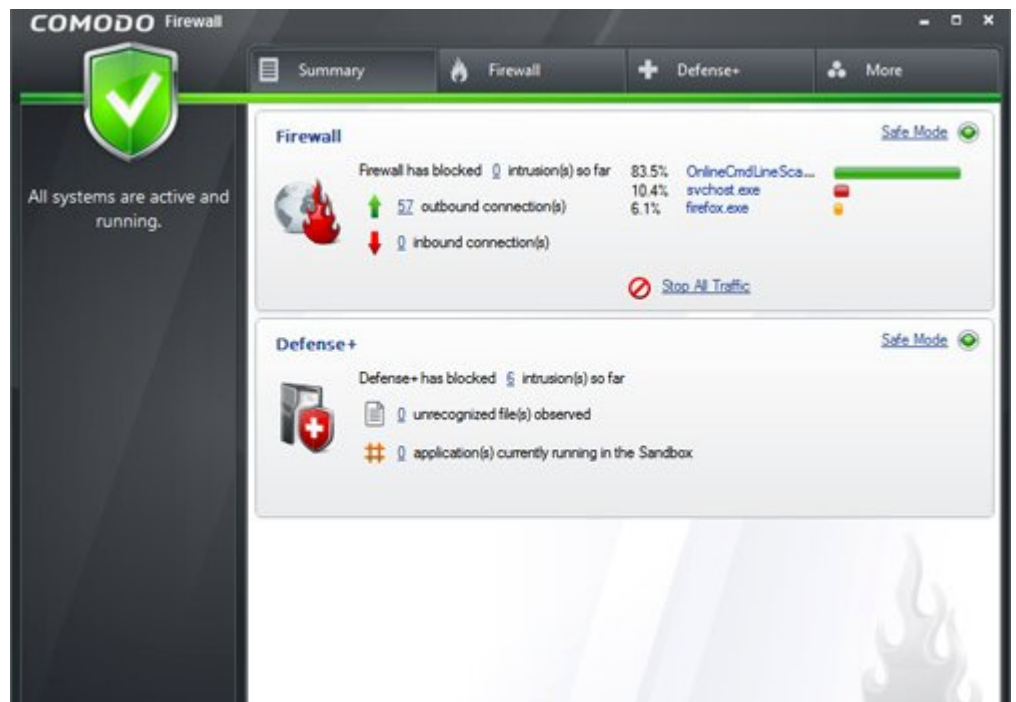 COMODO Firewall
Summary
Firewall
Defense+
More
All systems are active and
running.
Firewall
Safe Mode
Firewall has blocked 0 intrusion(s) so far
57 outbound connection(s)
0 inbound connection(s)
83.5% OnlineCmdLineSca...
10.4% svchost.exe
6.1% firefox.exe
Stop All Traffic
Defense+
Safe Mode
Defense+ has blocked 6 intrusion(s) so far
0 unrecognized file(s) observed
0 application(s) currently running in the Sandbox